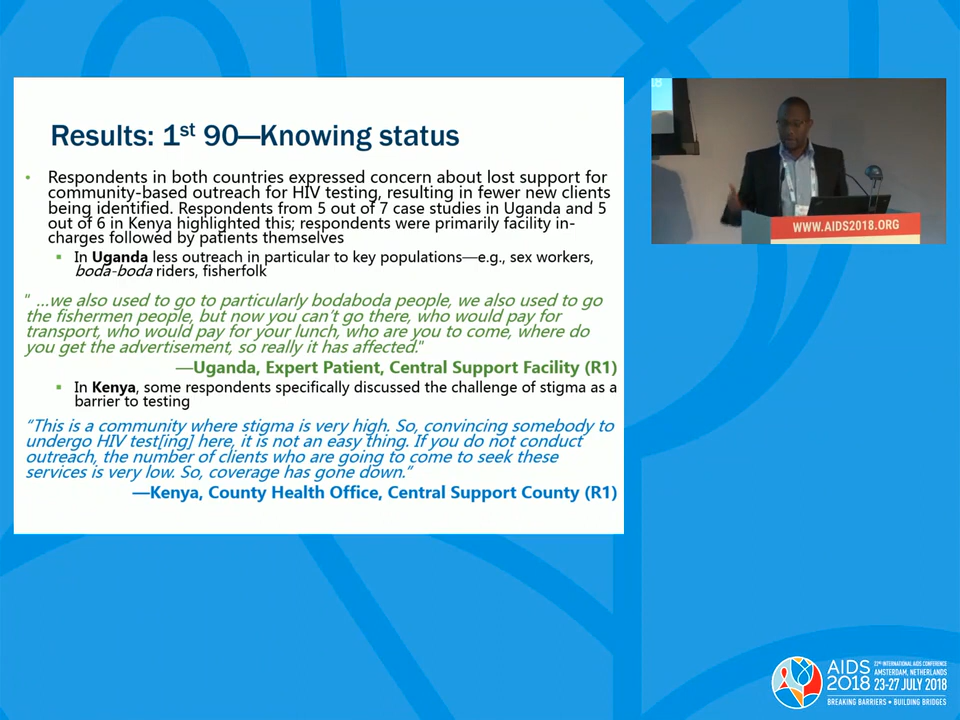 Results: 1st 90—Knowing status
• Respondents in both countries expressed concern about lost support for
community-based outreach for HIV testing, resulting in fewer new clients
being identified. Respondents from 5 out of 7 case studies in Uganda and 5
out of 6 in Kenya highlighted this; respondents were primarily facility in-
charges followed by patients themselves
▪ In Uganda less outreach in particular to key populations—e.g., sex workers,
boda-boda riders, fisherfolk
" …we also used to go to particularly bodaboda people, we also used to go
the fishermen people, but now you can't go there, who would pay for
transport, who would pay for your lunch, who are you to come, where do
you get the advertisement, so really it has affected."
—Uganda, Expert Patient, Central Support Facility (R1)
▪ In Kenya, some respondents specifically discussed the challenge of stigma as a
barrier to testing
"This is a community where stigma is very high. So, convincing somebody to
undergo HIV test[ing] here, it is not an easy thing. If you do not conduct
outreach, the number of clients who are going to come to seek these
services is very low. So, coverage has gone down."
—Kenya, County Health Office, Central Support County (R1)
WWW.AIDS2018.ORG
AIDS
2018
22ND INTERNATIONAL AIDS CONFERENCE
AMSTERDAM, NETHERLANDS
23-27 JULY 2018
BREAKING BARRIERS • BUILDING BRIDGES